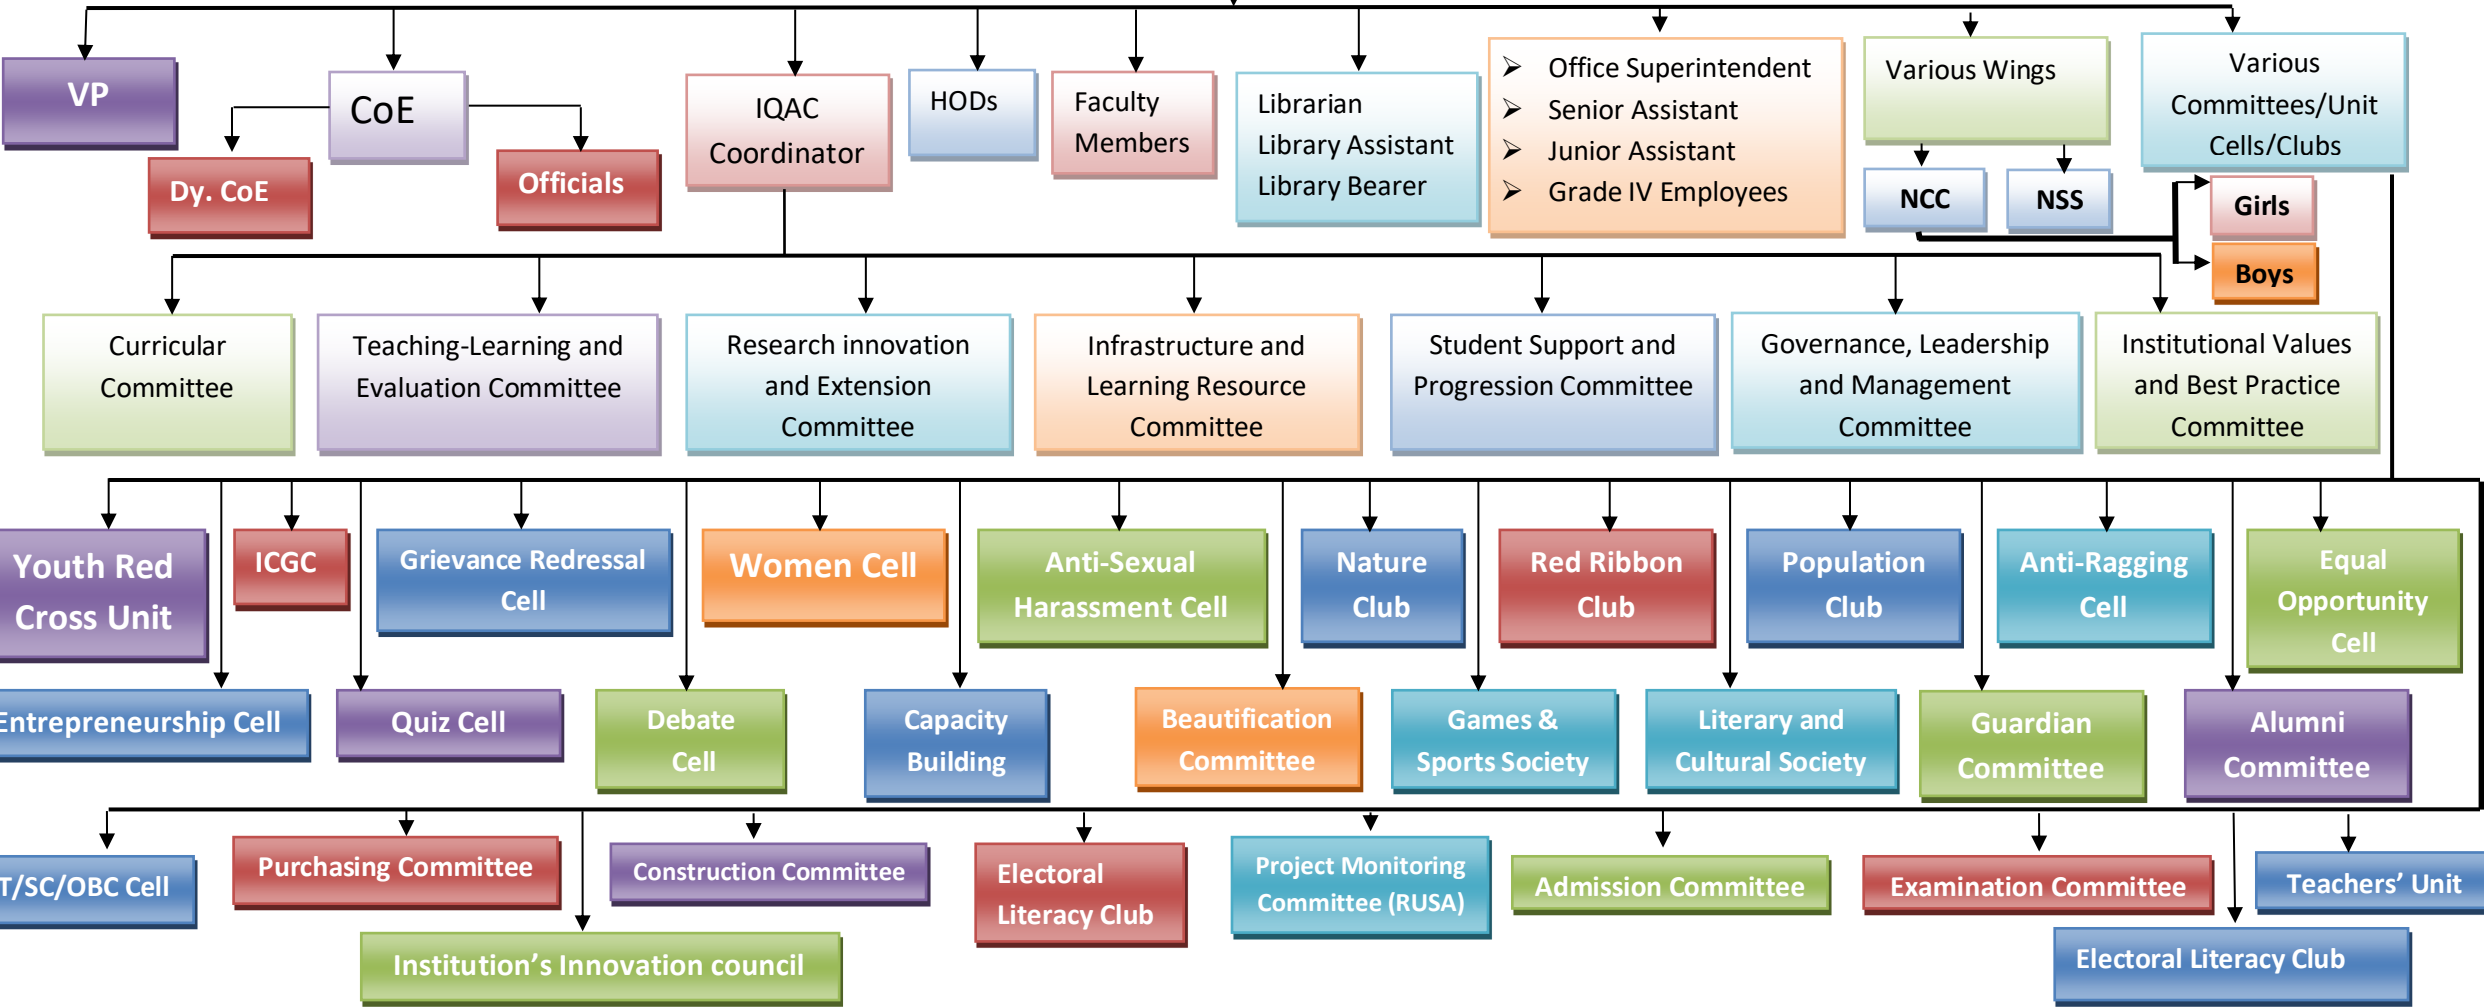 VP
CoE
Dy. CoE
Officials
IQAC
Coordinator
HODs
Faculty
Members
Librarian
Library Assistant
Library Bearer
➢ Office Superintendent
➢ Senior Assistant
➢ Junior Assistant
➢ Grade IV Employees
Various Wings
NCC
NSS
Various
Committees/Unit
Cells/Clubs
Girls
Boys
Curricular
Committee
Teaching-Learning and
Evaluation Committee
Research innovation
and Extension
Committee
Infrastructure and
Learning Resource
Committee
Student Support and
Progression Committee
Governance, Leadership
and Management
Committee
Institutional Values
and Best Practice
Committee
Youth Red
Cross Unit
ICGC
Grievance Redressal
Cell
Women Cell
Anti-Sexual
Harassment Cell
Nature
Club
Red Ribbon
Club
Population
Club
Anti-Ragging
Cell
Equal
Opportunity
Cell
Entrepreneurship Cell
Quiz Cell
Debate
Cell
Capacity
Building
Beautification
Committee
Games &
Sports Society
Literary and
Cultural Society
Guardian
Committee
Alumni
Committee
T/SC/OBC Cell
Purchasing Committee
Construction Committee
Electoral
Literacy Club
Project Monitoring
Committee (RUSA)
Admission Committee
Examination Committee
Teachers’ Unit
Institution’s Innovation council
Electoral Literacy Club